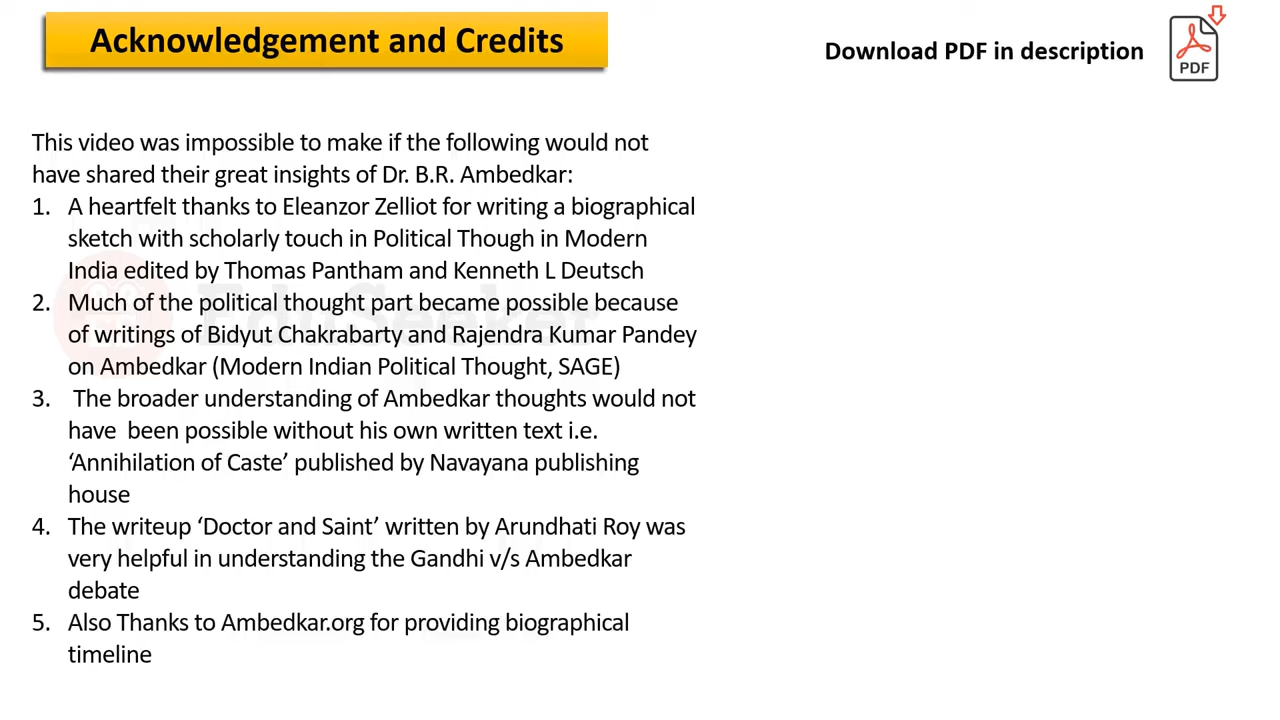 Acknowledgement and Credits
Download PDF in description
PDF
This video was impossible to make if the following would not
have shared their great insights of Dr. B.R. Ambedkar:
1. A heartfelt thanks to Eleanzor Zelliot for writing a biographical
sketch with scholarly touch in Political Though in Modern
India edited by Thomas Pantham and Kenneth L Deutsch
2. Much of the political thought part became possible because
of writings of Bidyut Chakrabarty and Rajendra Kumar Pandey
on Ambedkar (Modern Indian Political Thought, SAGE)
3. The broader understanding of Ambedkar thoughts would not
have been possible without his own written text i.e.
‘Annihilation of Caste’ published by Navayana publishing
house
4. The writeup ‘Doctor and Saint’ written by Arundhati Roy was
very helpful in understanding the Gandhi v/s Ambedkar
debate
5. Also Thanks to Ambedkar.org for providing biographical
timeline
EduSeeker